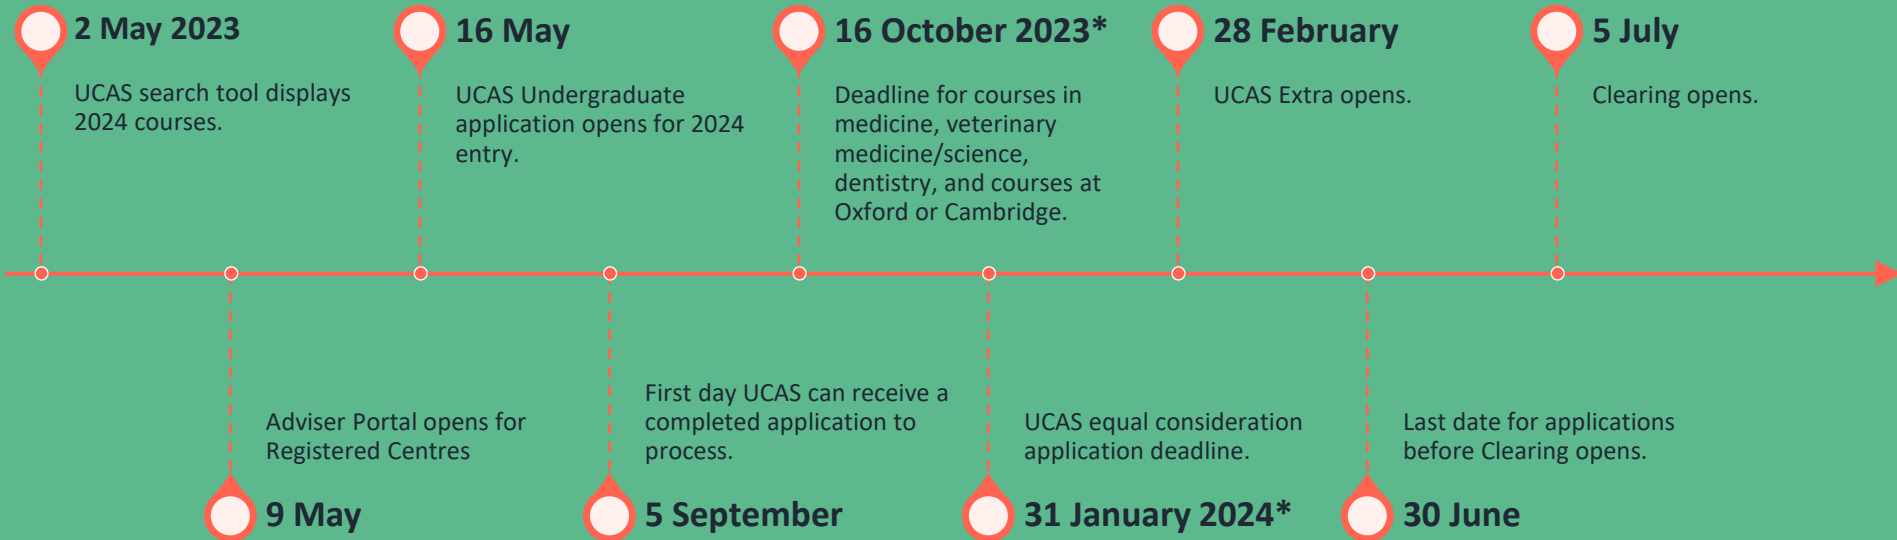 2 May 2023
UCAS search tool displays
2024 courses.
16 May
UCAS Undergraduate
application opens for 2024
entry.
16 October 2023*
Deadline for courses in
medicine, veterinary
medicine/science,
dentistry, and courses at
Oxford or Cambridge.
28 February
UCAS Extra opens.
5 July
Clearing opens.
Adviser Portal opens for
Registered Centres
9 May
First day UCAS can receive a
completed application to
process.
5 September
UCAS equal consideration
application deadline.
31 January 2024*
Last date for applications
before Clearing opens.
30 June